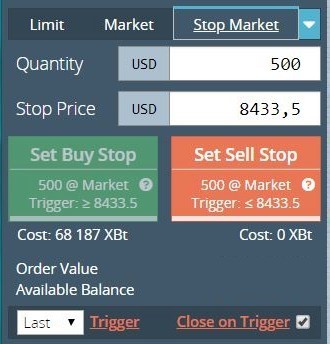 Limit Market Stop Market
Quantity USD 500
Stop Price USD 8433,5
Set Buy Stop Set Sell Stop
500 @ Market ? 500 @ Market ?
Trigger: ≥ 8433.5 Trigger: ≤ 8433.5
Cost: 68 187 XBt Cost: 0 XBt
Order Value
Available Balance
Last Trigger Close on Trigger